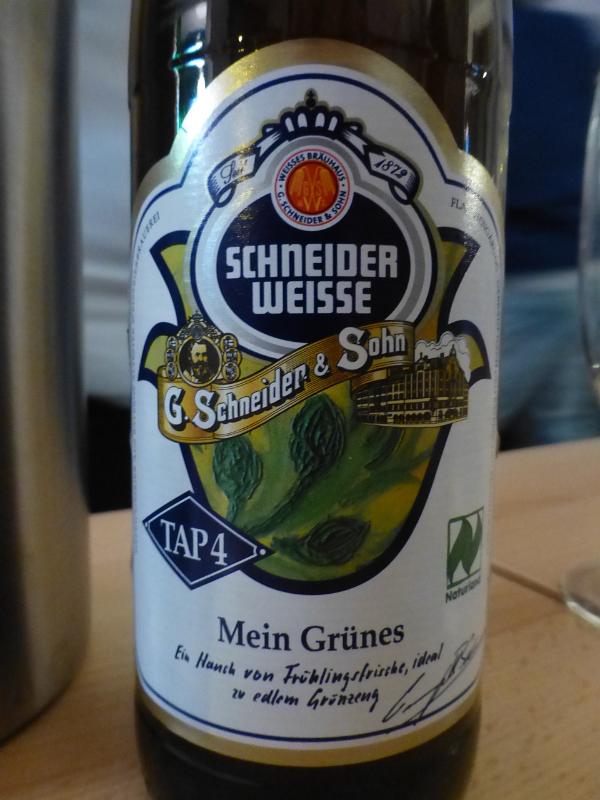 Seit 1872
WEISSES BRÄUHAUS
G. SCHNEIDER & SOHN
SCHNEIDER
WEISSE
G. Schneider & Sohn
TAP 4
Naturland
Mein Grünes
Ein Hauch von Frühlingsfrische, ideal
zu edlem Grünzeug